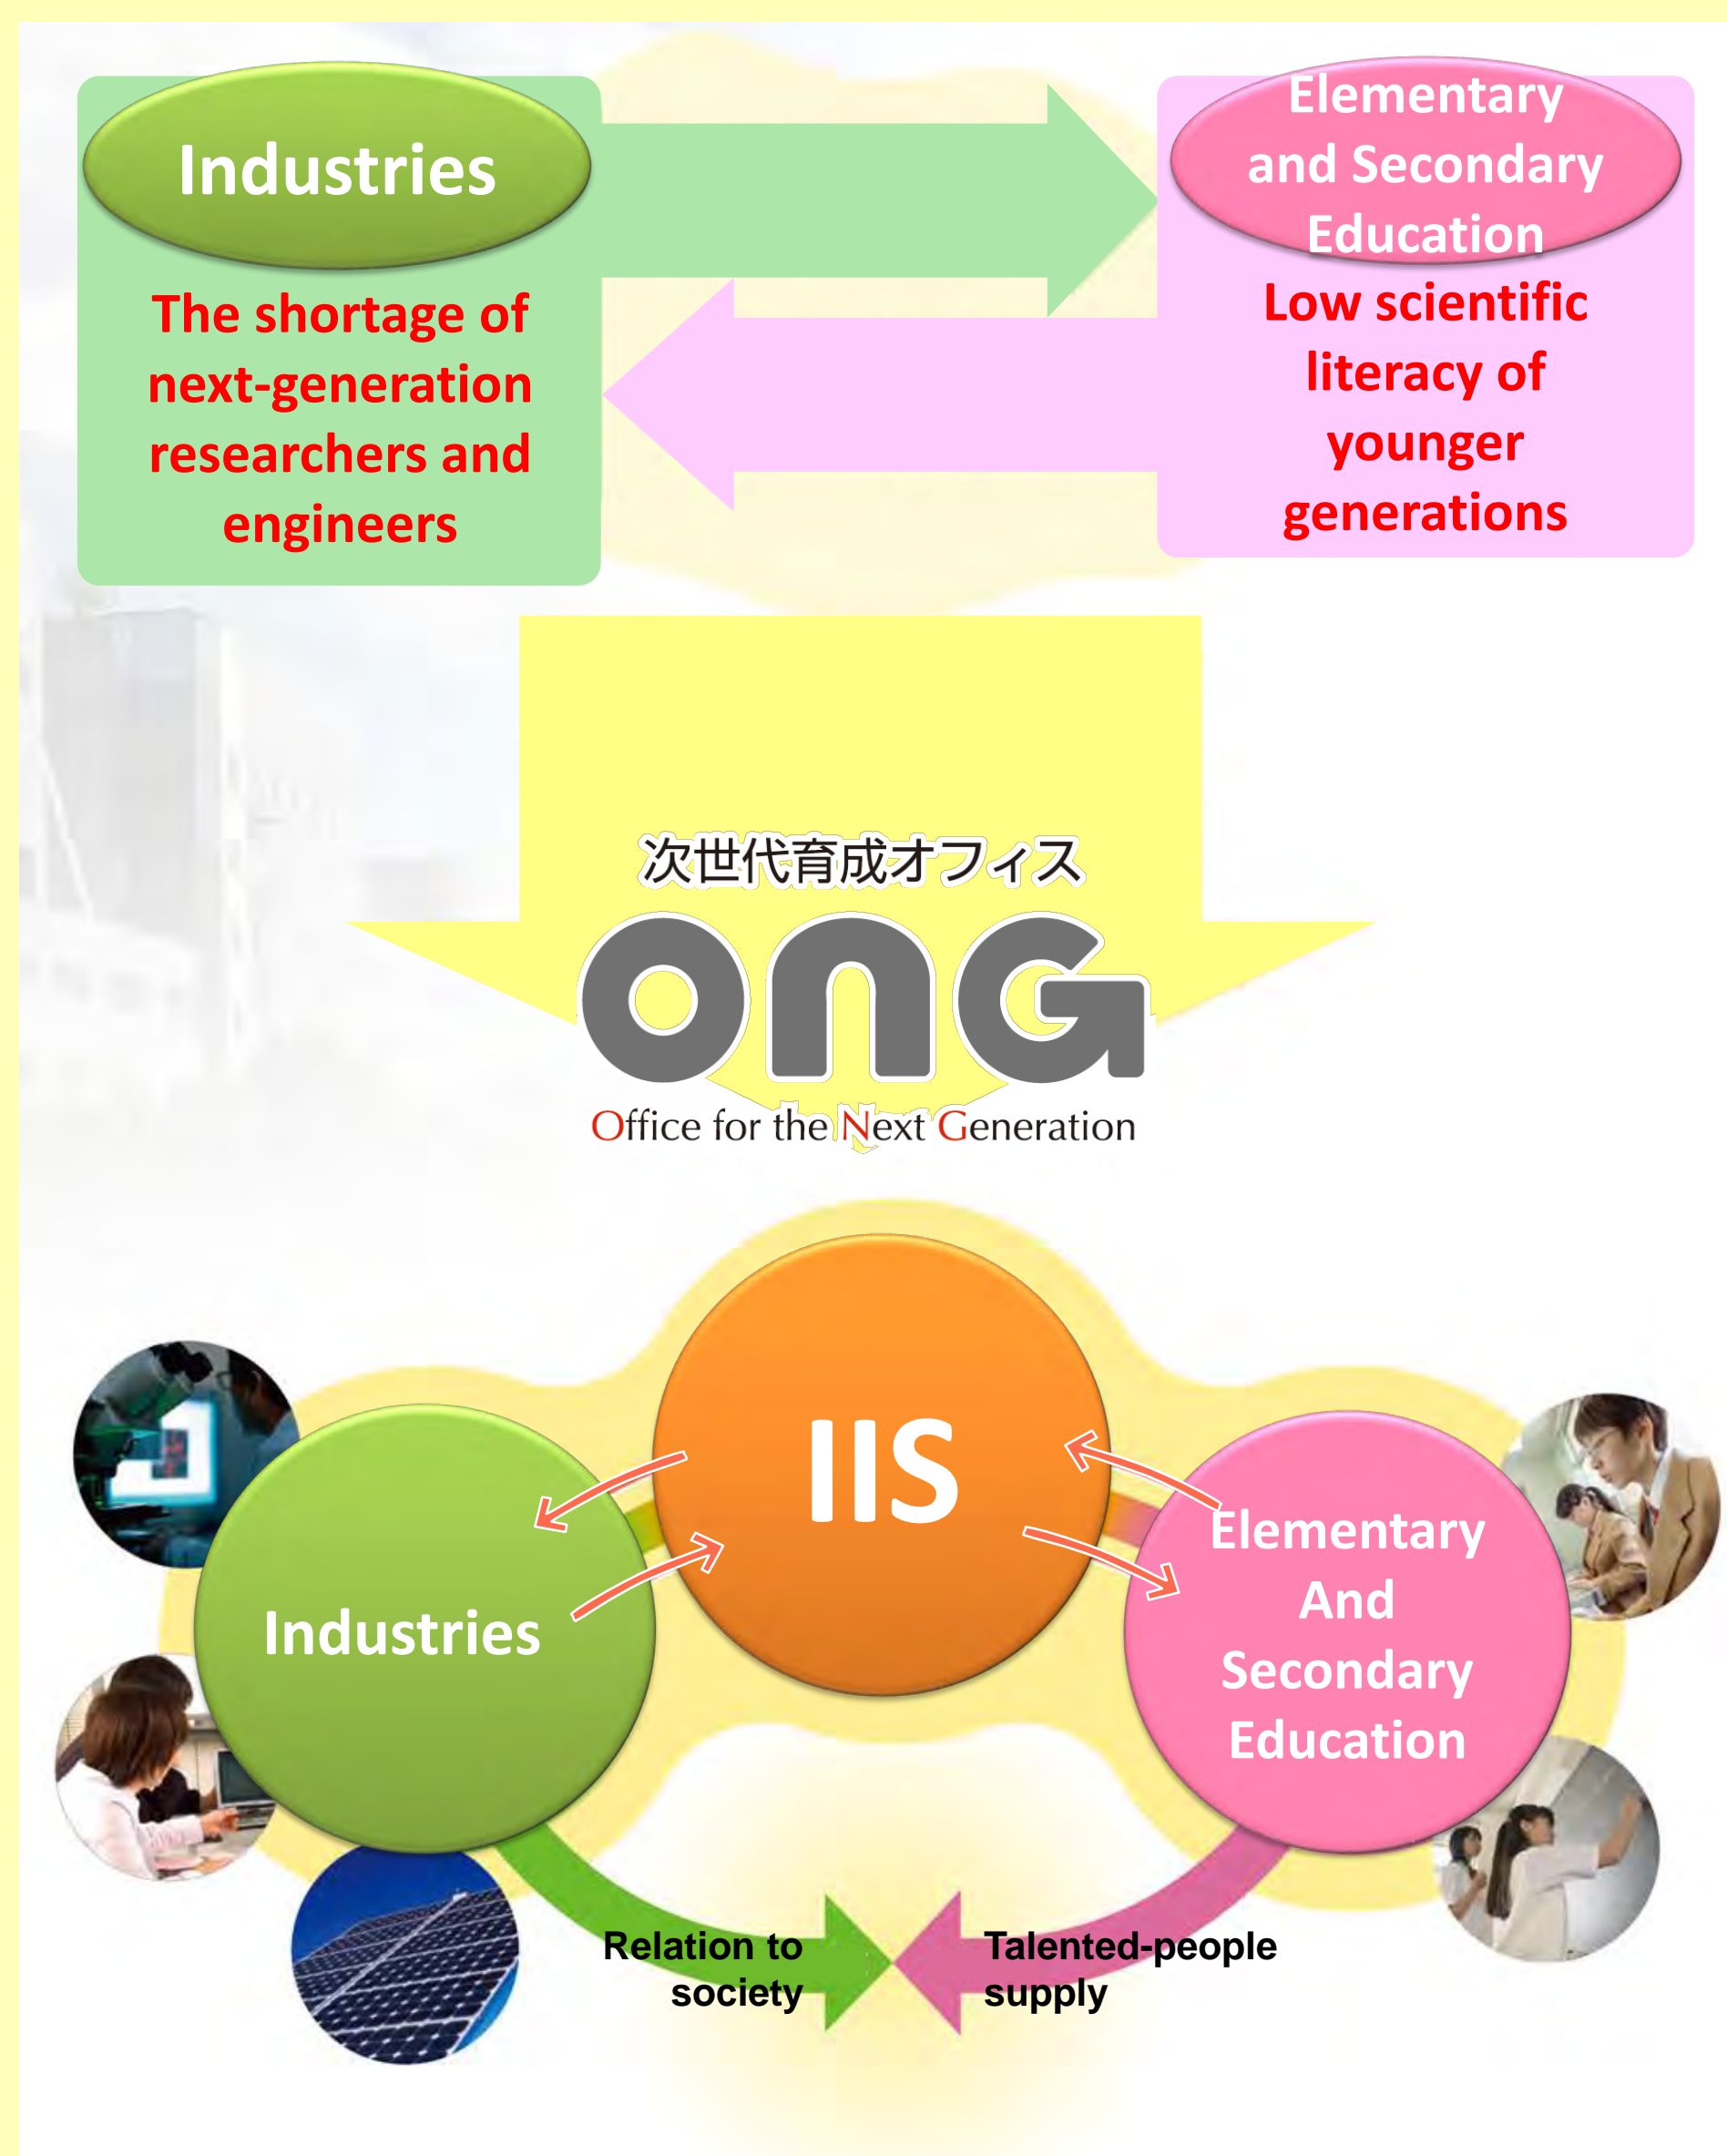 Industries
The shortage of
next-generation
researchers and
engineers
Elementary
and Secondary
Education
Low scientific
literacy of
younger
generations
次世代育成オフィス
ONG
Office for the Next Generation
IIS
Industries
Elementary
And
Secondary
Education
Relation to
society
Talented-people
supply